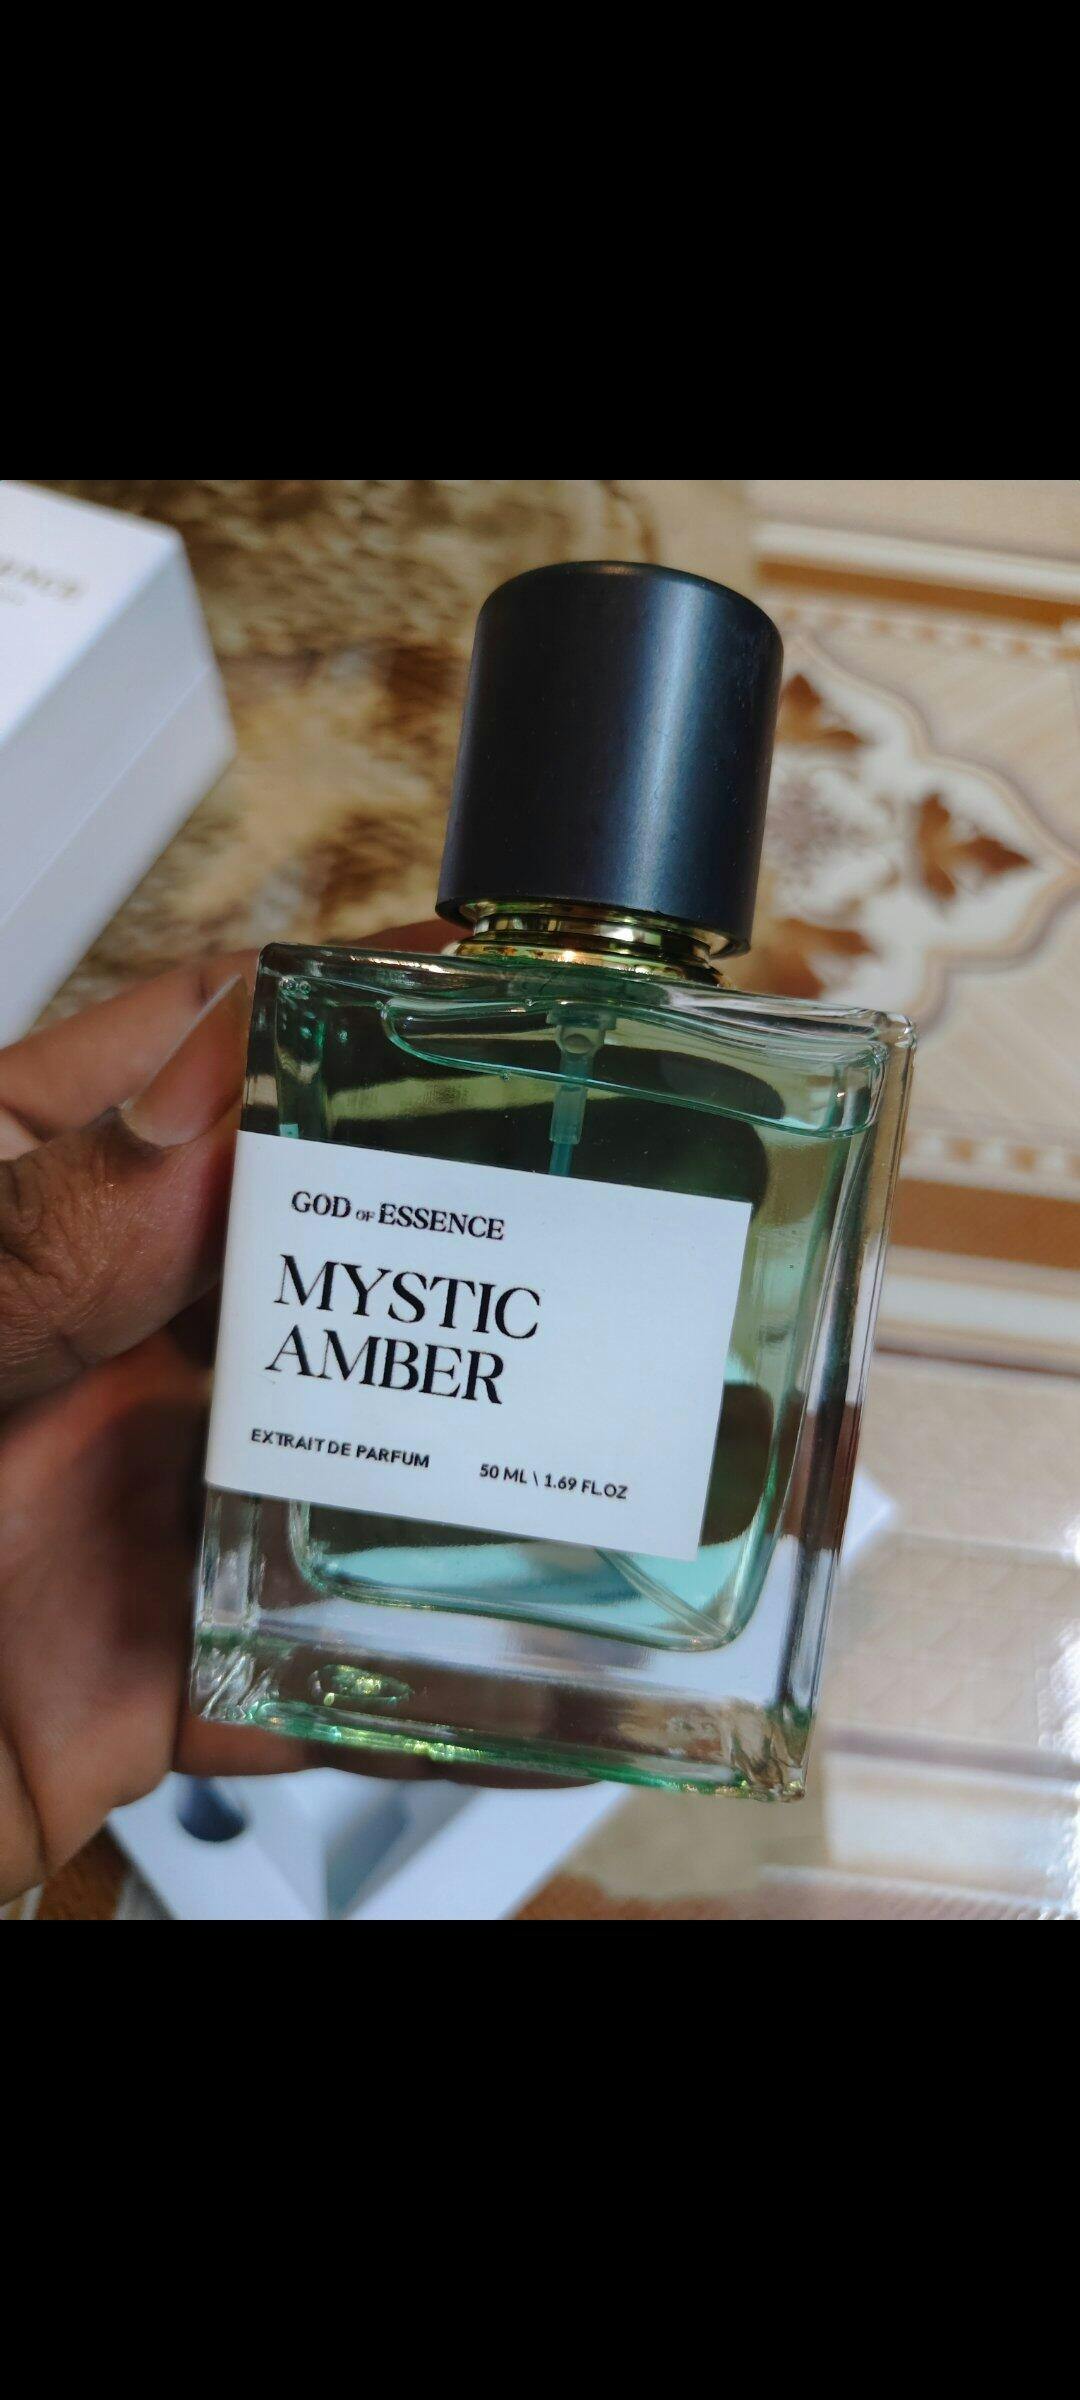 GOD OF ESSENCE
MYSTIC
AMBER
EXTRAIT DE PARFUM
50 ML \ 1.69 FL.OZ